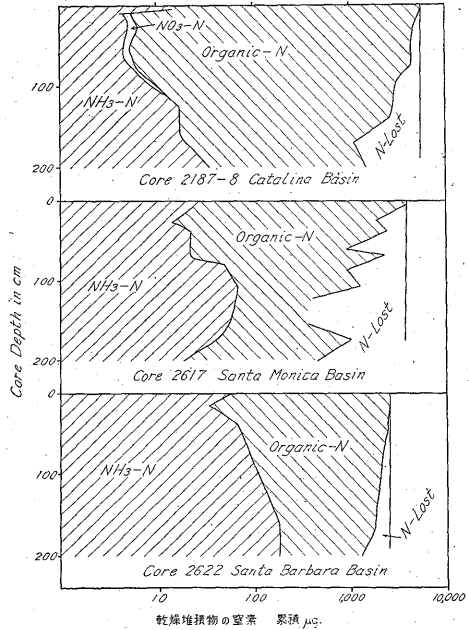 NO3-N
Organic-N
100
NH3-N
N-Lost
200
Core 2187-8 Catalina Basin
0
Organic-N
100
NH3-N
N-Lost
200
Core 2617 Santa Monica Basin
0
Organic-N
NH3-N
100
N-Lost
200
Core 2622 Santa Barbara Basin
Core Depth in cm
10 100 1,000 10,000
乾燥堆積物の窒素 累積 μg.